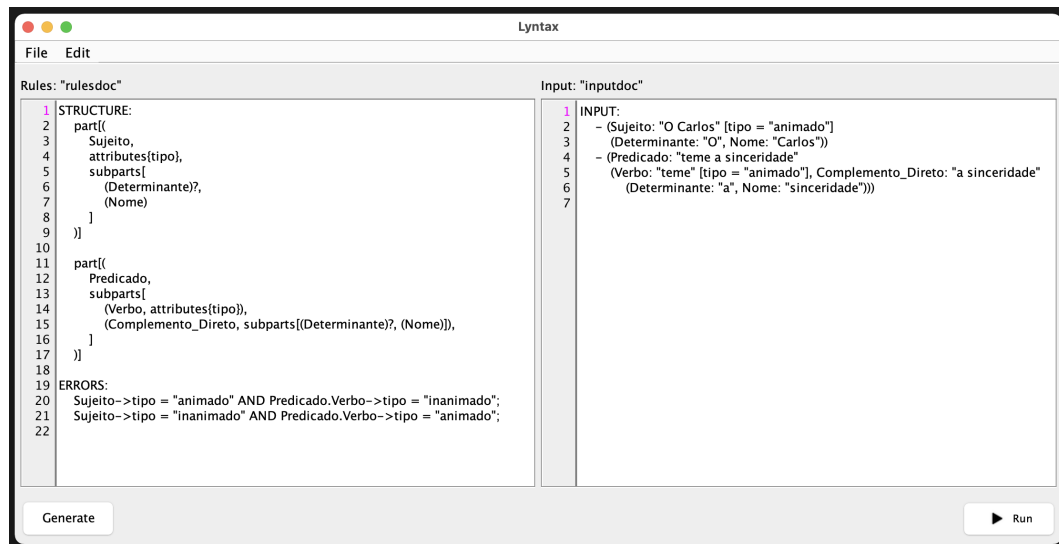 Lyntax
File Edit
Rules: "rulesdoc"
1 STRUCTURE:
2 part[(
3 Sujeito,
4 attributes{tipo},
5 subparts[
6 (Determinante)?,
7 (Nome)
8 ]
9 )]
10
11 part[(
12 Predicado,
13 subparts[
14 (Verbo, attributes{tipo}),
15 (Complemento_Direto, subparts[(Determinante)?, (Nome)]),
16 ]
17 )]
18
19 ERRORS:
20 Sujeito->tipo = "animado" AND Predicado.Verbo->tipo = "inanimado";
21 Sujeito->tipo = "inanimado" AND Predicado.Verbo->tipo = "animado";
22
Input: "inputdoc"
1 INPUT:
2 - (Sujeito: "O Carlos" [tipo = "animado"]
3 (Determinante: "O", Nome: "Carlos"))
4 - (Predicado: "teme a sinceridade"
5 (Verbo: "teme" [tipo = "animado"], Complemento_Direto: "a sinceridade"
6 (Determinante: "a", Nome: "sinceridade")))
7
Generate
Run